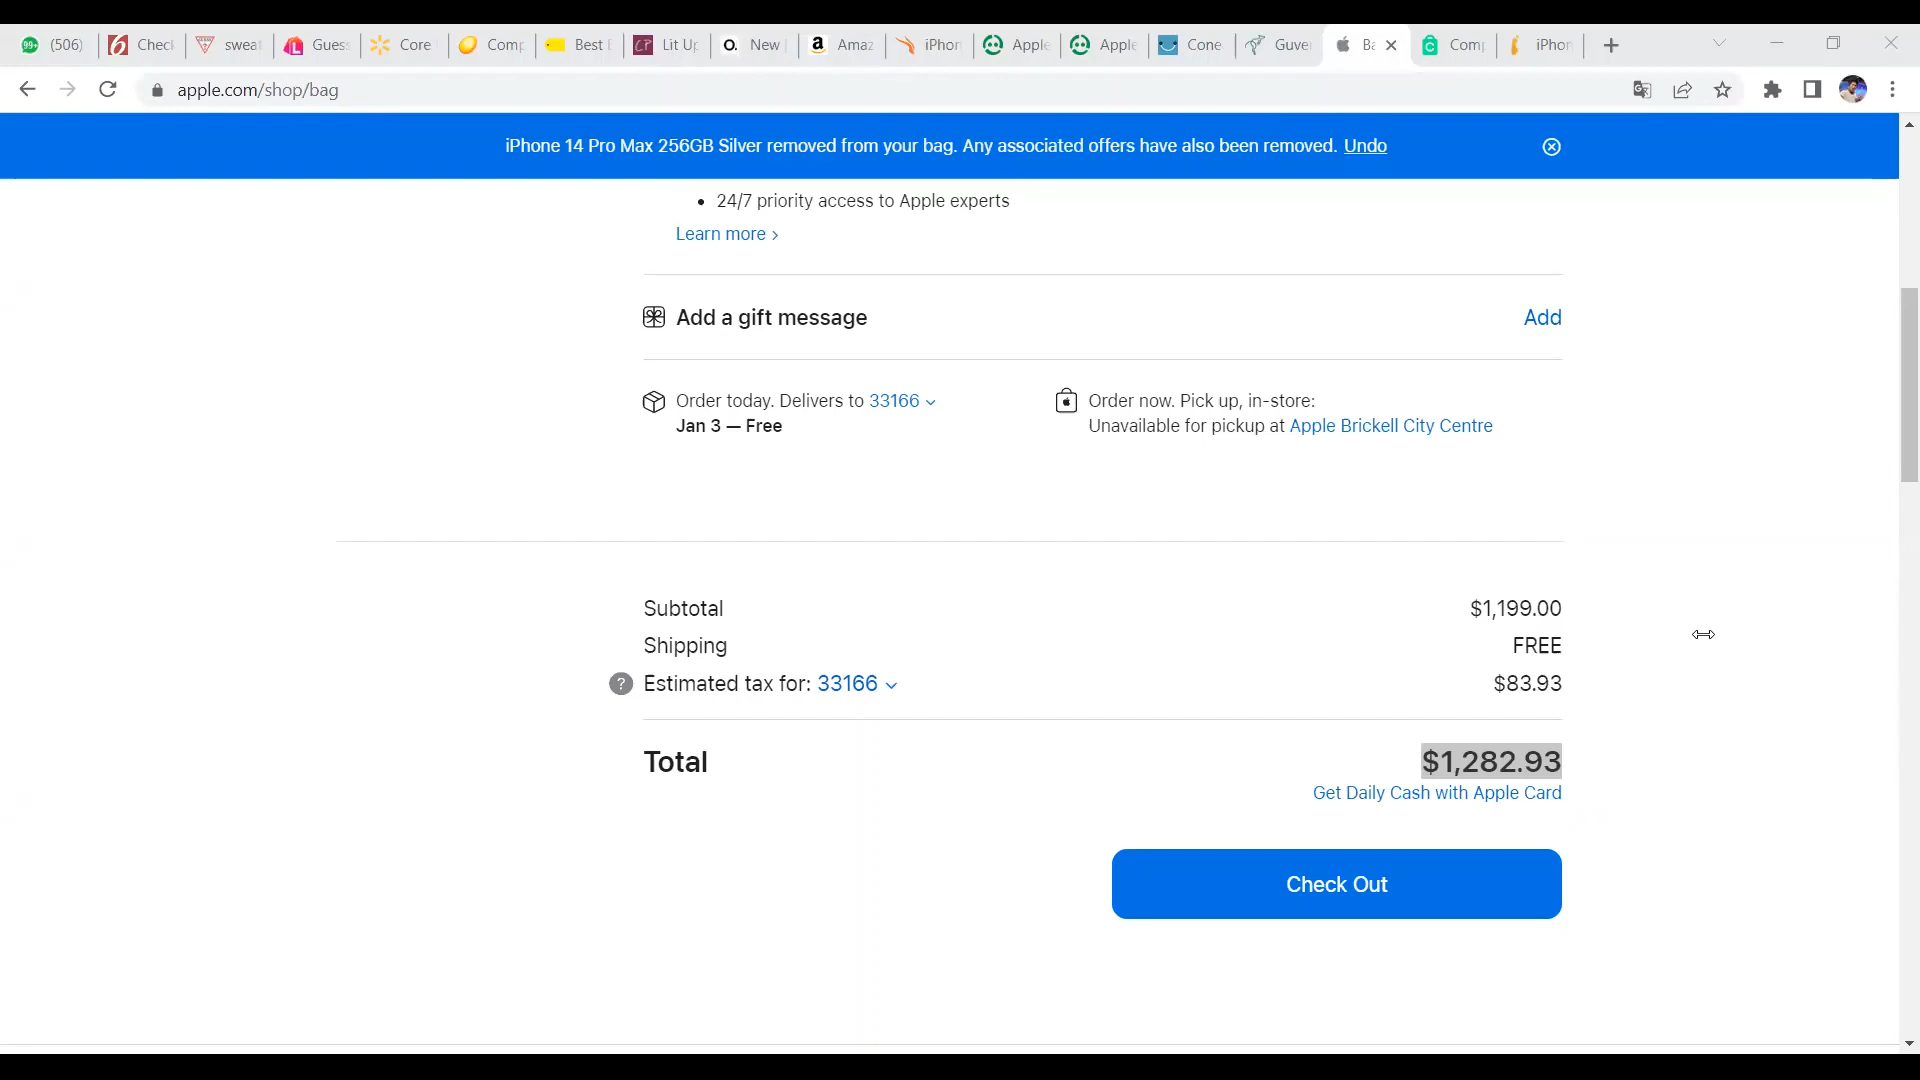 (506) Check sweat Guess Core Comp Best B Lit Up New Amaz iPhon Apple Apple Cone Guver Ba Comp iPhon
apple.com/shop/bag
iPhone 14 Pro Max 256GB Silver removed from your bag. Any associated offers have also been removed. Undo
• 24/7 priority access to Apple experts
Learn more ›
Add a gift message Add
Order today. Delivers to 33166
Jan 3 — Free
Order now. Pick up, in-store:
Unavailable for pickup at Apple Brickell City Centre
Subtotal $1,199.00
Shipping FREE
? Estimated tax for: 33166 $83.93
Total $1,282.93
Get Daily Cash with Apple Card
Check Out